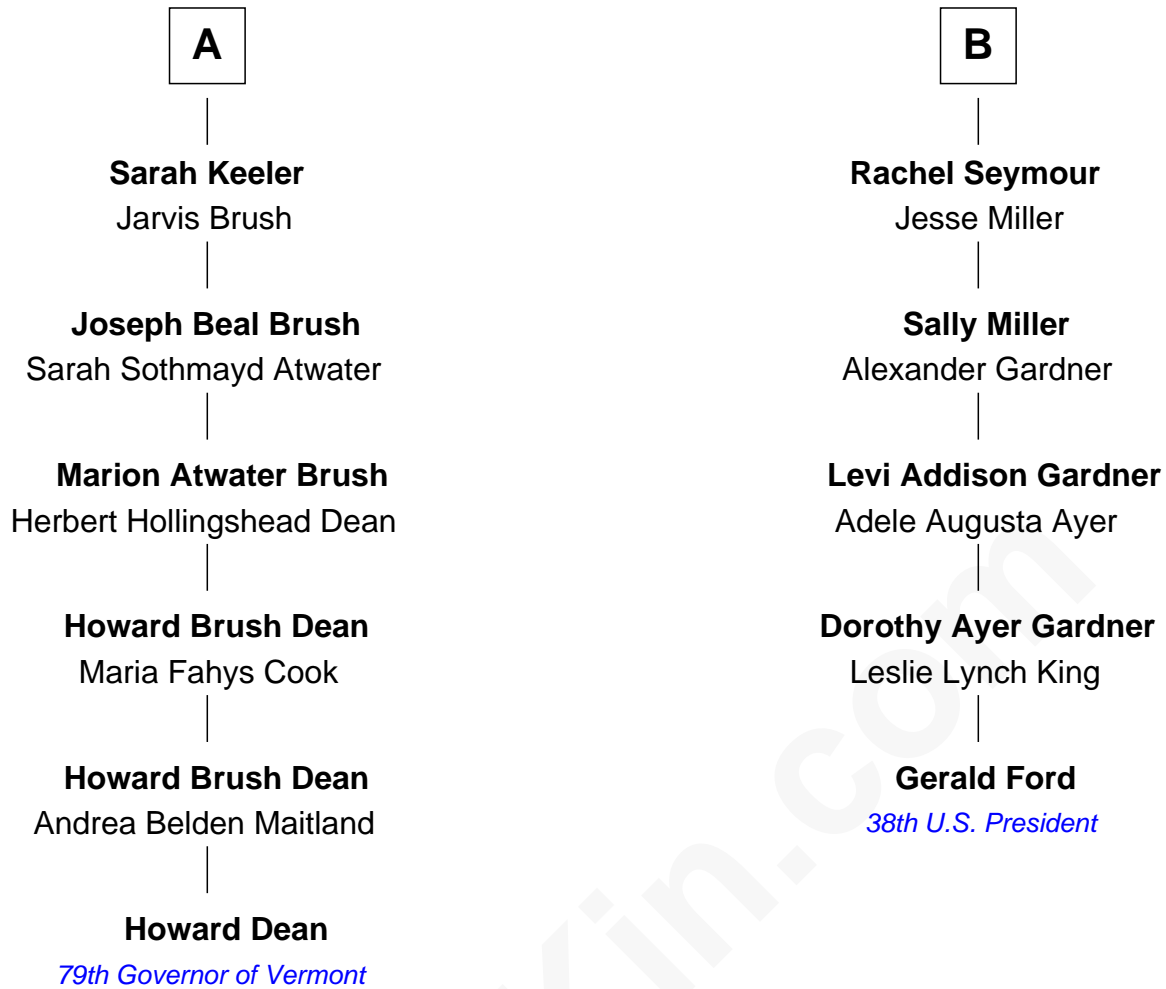 A
Sarah Keeler
Jarvis Brush
Joseph Beal Brush
Sarah Sothmayd Atwater
Marion Atwater Brush
Herbert Hollingshead Dean
Howard Brush Dean
Maria Fahys Cook
Howard Brush Dean
Andrea Belden Maitland
Howard Dean
79th Governor of Vermont
B
Rachel Seymour
Jesse Miller
Sally Miller
Alexander Gardner
Levi Addison Gardner
Adele Augusta Ayer
Dorothy Ayer Gardner
Leslie Lynch King
Gerald Ford
38th U.S. President
Kin.com